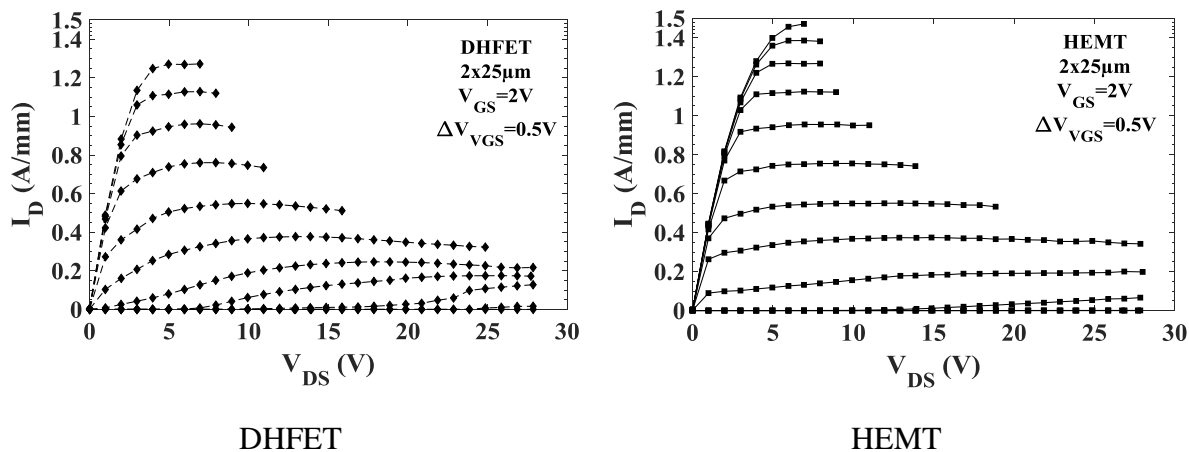 1.5
1.4
1.2
1
0.8
0.6
0.4
0.2
0
I_D (A/mm)
DHFET
2x25μm
V_GS=2V
ΔV_VGS=0.5V
0 5 10 15 20 25 30
V_DS (V)
DHFET
1.5
1.4
1.2
1
0.8
0.6
0.4
0.2
0
I_D (A/mm)
HEMT
2x25μm
V_GS=2V
ΔV_VGS=0.5V
0 5 10 15 20 25 30
V_DS (V)
HEMT